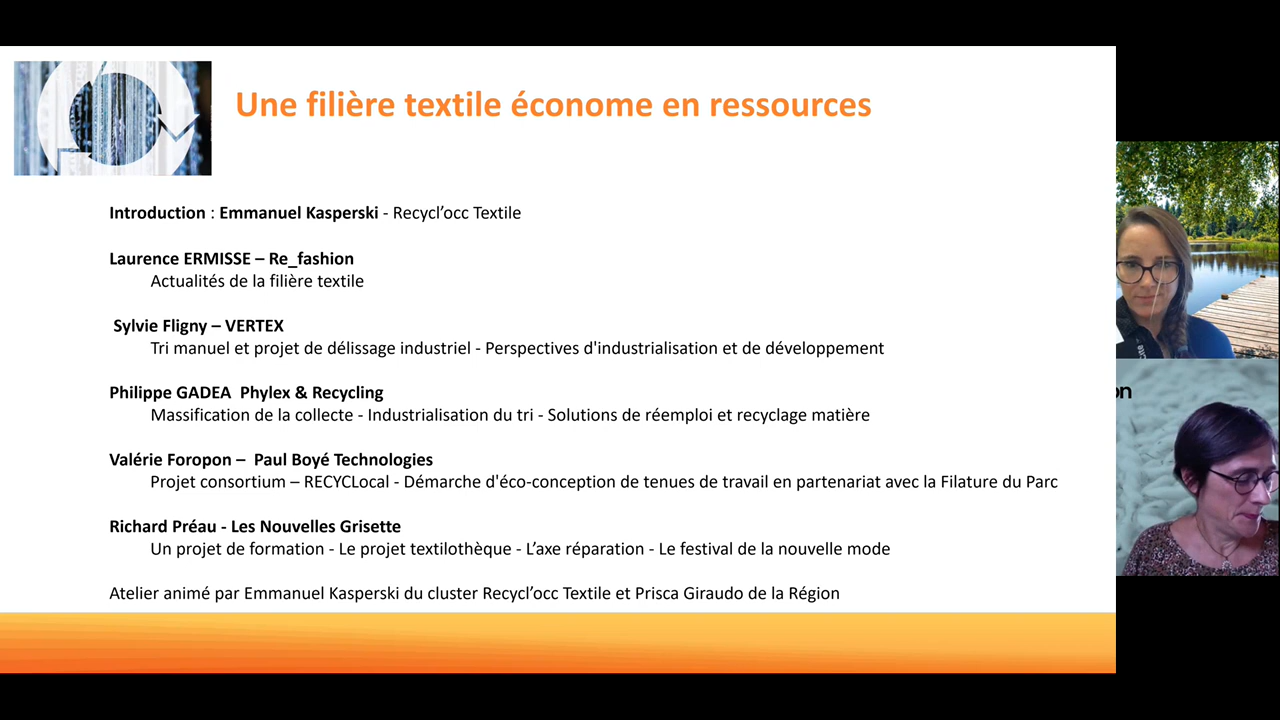 Une filière textile économe en ressources
Introduction : Emmanuel Kasperski - Recycl’occ Textile
Laurence ERMISSE – Re_fashion
Actualités de la filière textile
Sylvie Fligny – VERTEX
Tri manuel et projet de délissage industriel - Perspectives d'industrialisation et de développement
Philippe GADEA  Phylex & Recycling
Massification de la collecte - Industrialisation du tri - Solutions de réemploi et recyclage matière
Valérie Foropon –  Paul Boyé Technologies
Projet consortium – RECYCLocal - Démarche d'éco-conception de tenues de travail en partenariat avec la Filature du Parc
Richard Préau - Les Nouvelles Grisette
Un projet de formation - Le projet textilothèque - L’axe réparation - Le festival de la nouvelle mode
Atelier animé par Emmanuel Kasperski du cluster Recycl’occ Textile et Prisca Giraudo de la Région